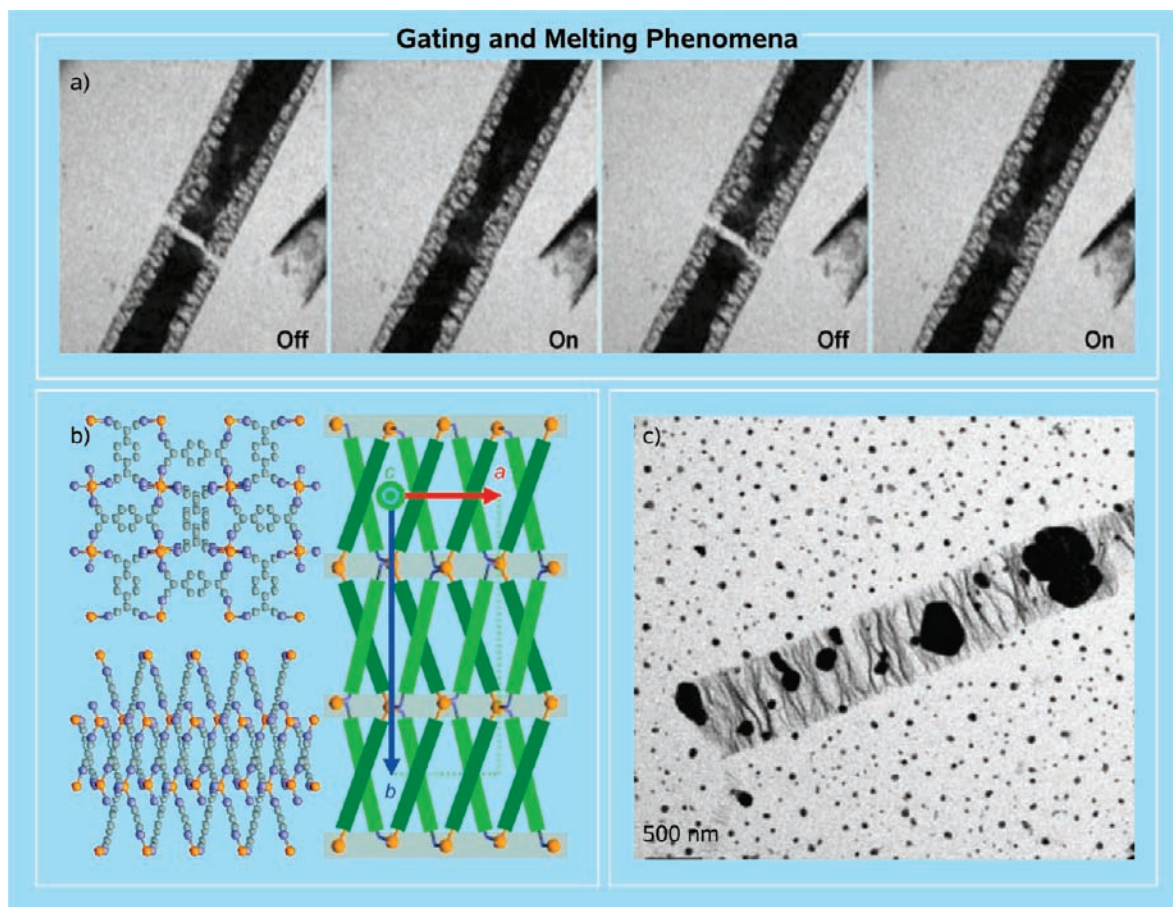 Gating and Melting Phenomena
a)
Off
On
Off
On
b)
c
a
b
c)
500 nm